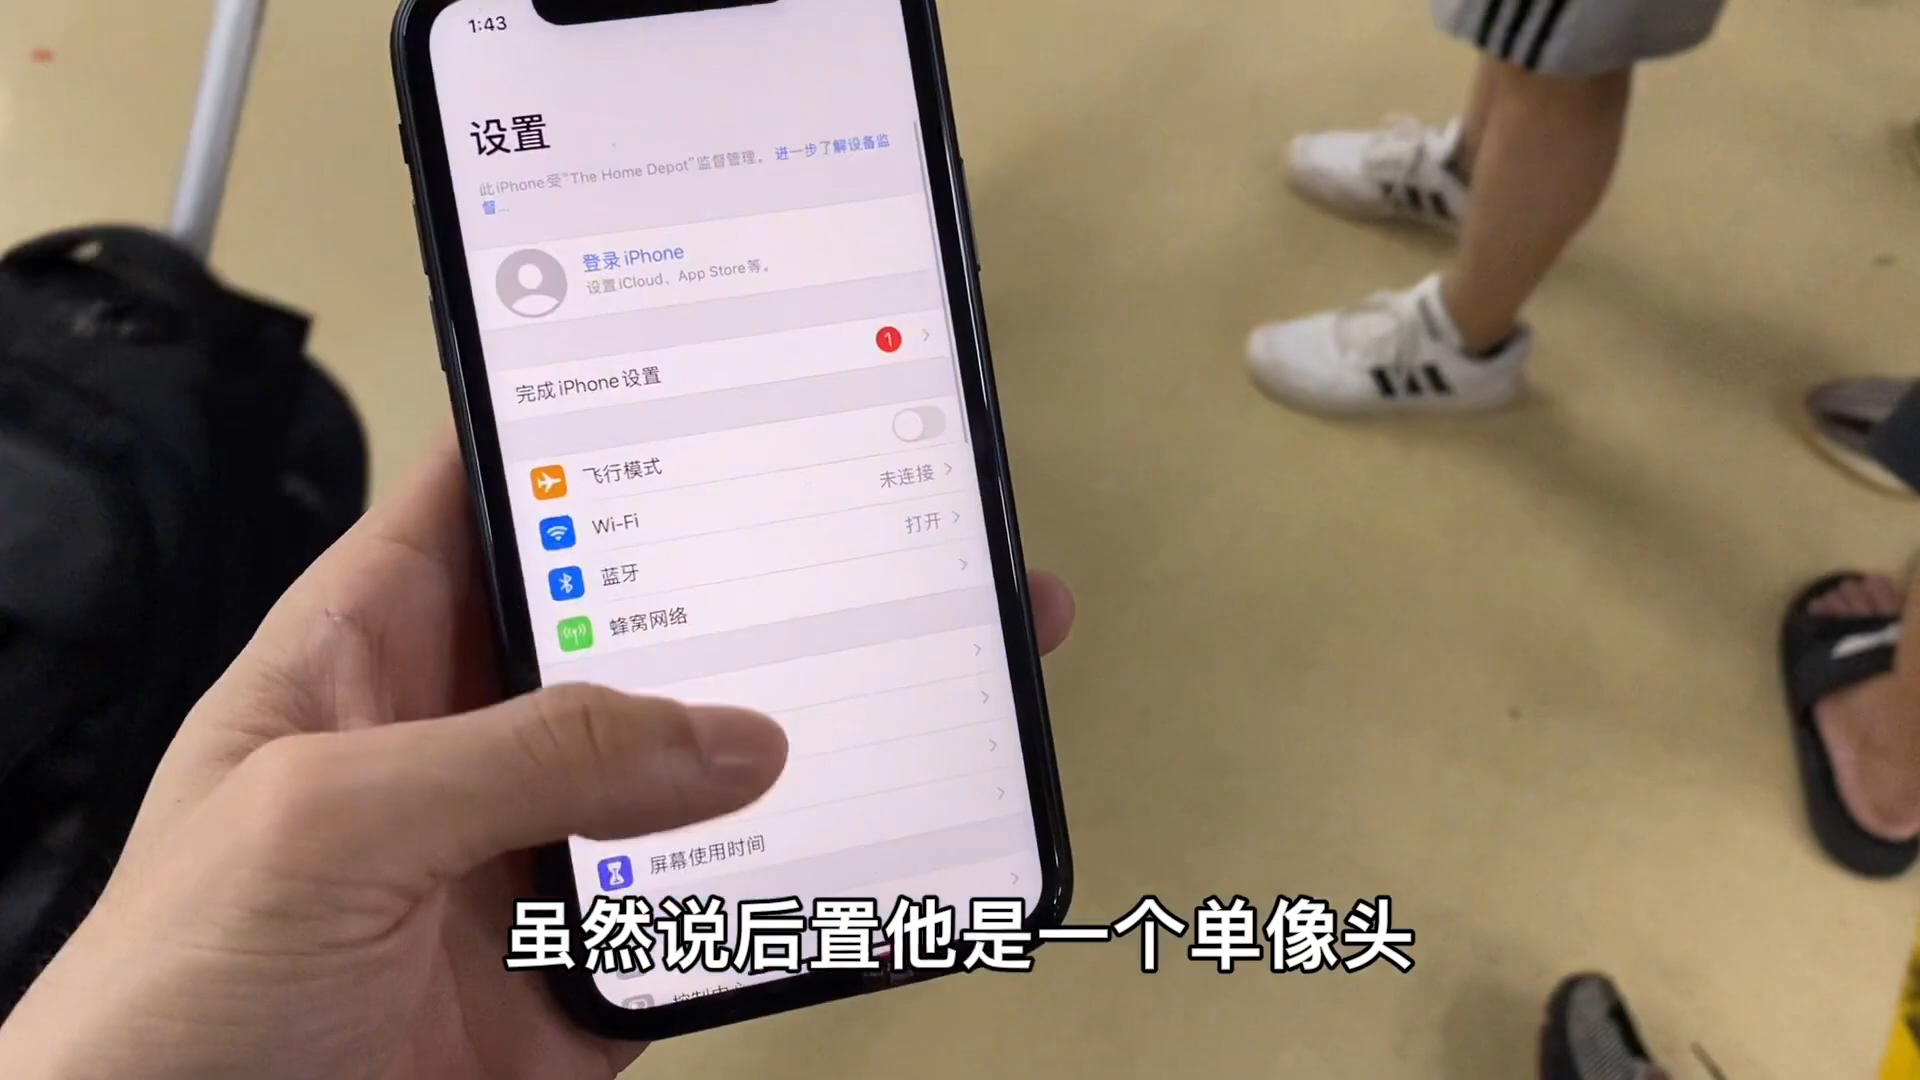 1:43
设置
此iPhone受“The Home Depot”监督管理。进一步了解设备监
督...
登录 iPhone
设置 iCloud、App Store等。
完成 iPhone 设置
1
飞行模式
Wi-Fi
未连接
蓝牙
打开
蜂窝网络
屏幕使用时间
控制中心
虽然说后置他是一个单像头